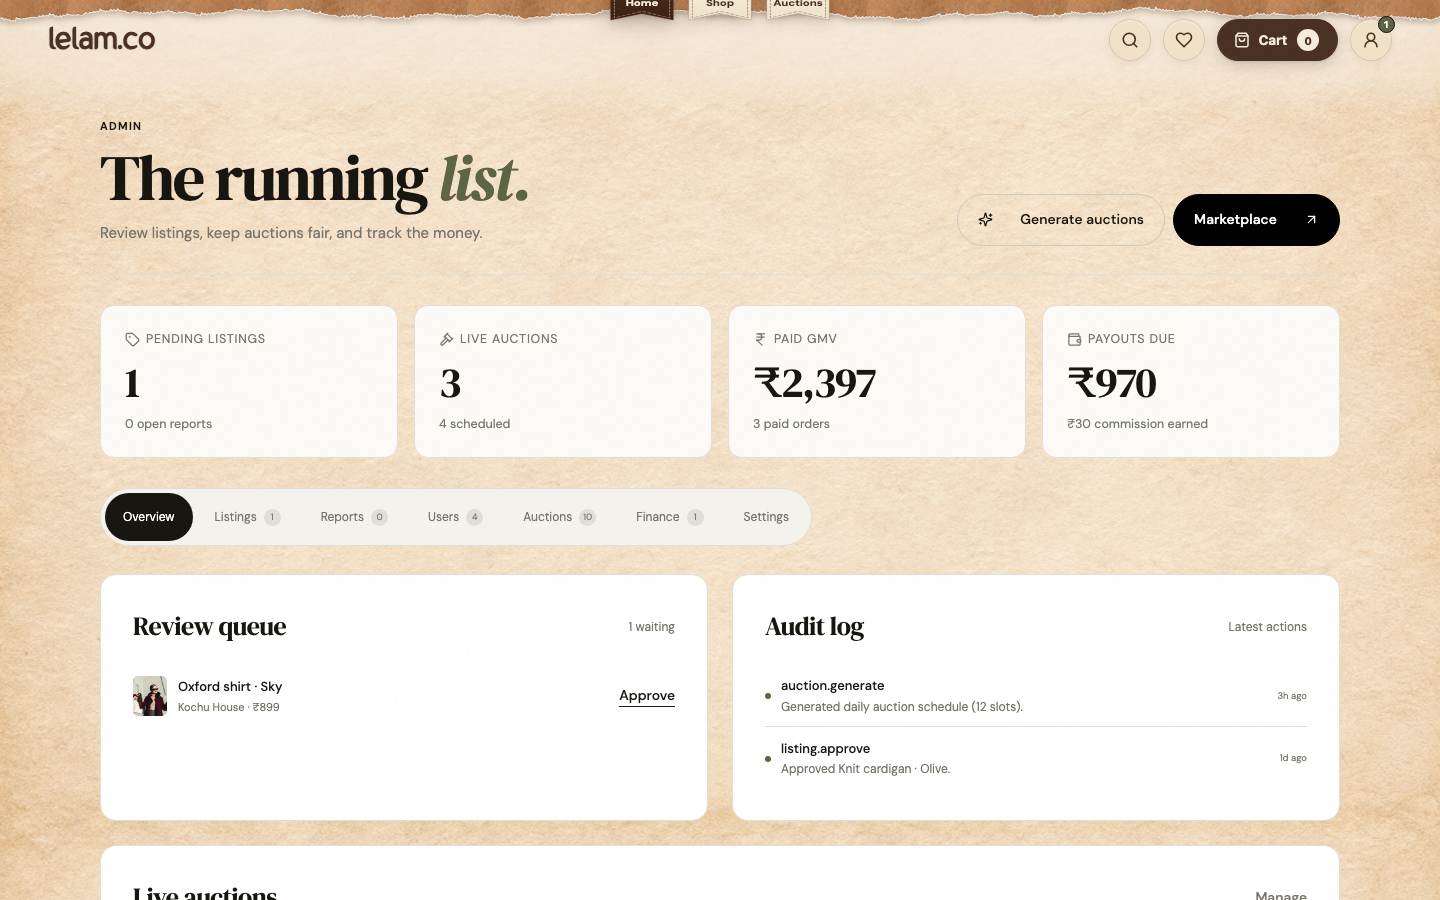 Home
Shop
Auctions
lelam.co
Cart 0
1
ADMIN
The running list.
Review listings, keep auctions fair, and track the money.
Generate auctions
Marketplace
PENDING LISTINGS
1
0 open reports
LIVE AUCTIONS
3
4 scheduled
PAID GMV
₹2,397
3 paid orders
PAYOUTS DUE
₹970
₹30 commission earned
Overview
Listings 1
Reports 0
Users 4
Auctions 10
Finance 1
Settings
Review queue
1 waiting
Oxford shirt · Sky
Kochu House · ₹899
Approve
Audit log
Latest actions
auction.generate
Generated daily auction schedule (12 slots).
3h ago
listing.approve
Approved Knit cardigan · Olive.
1d ago
Live auctions
Manage